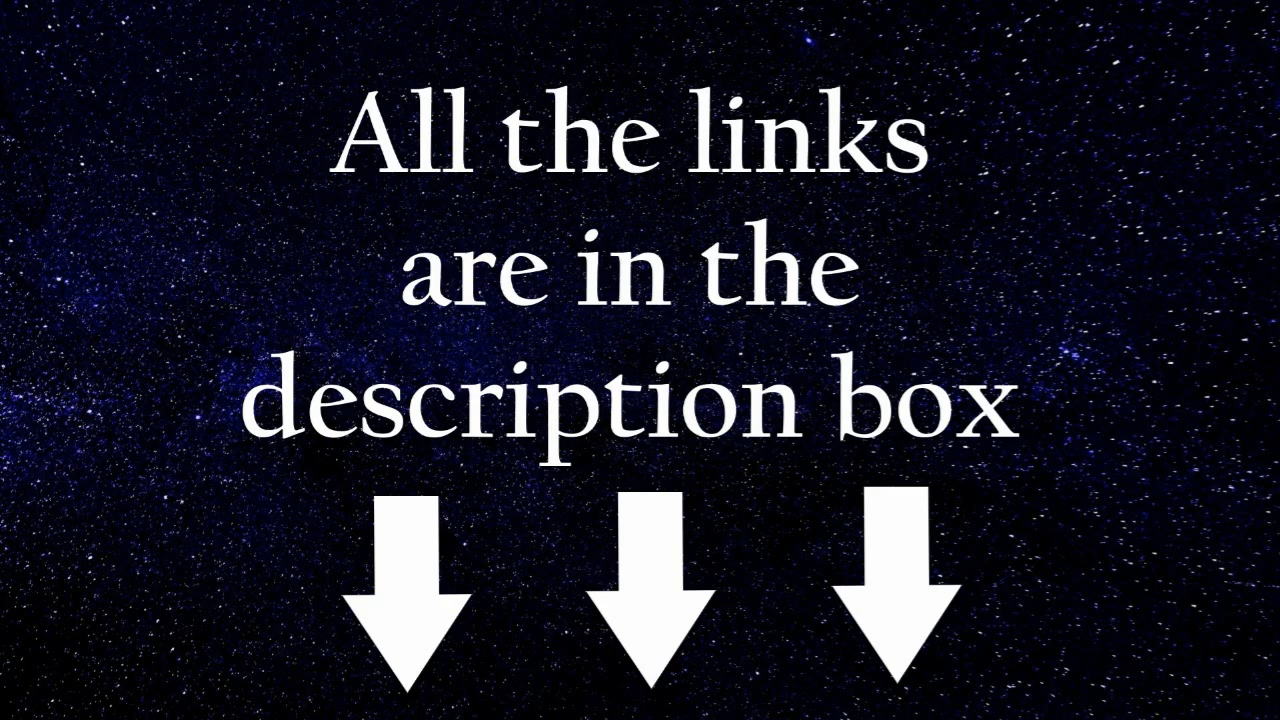 All the links
are in the
description box